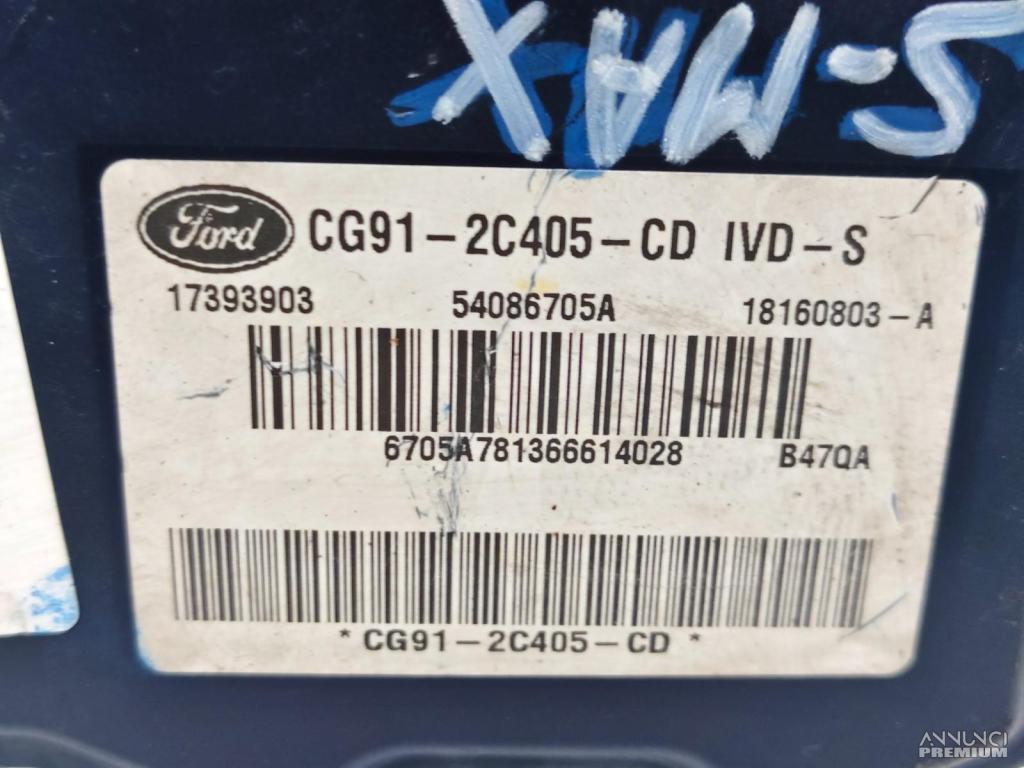 S-MAX
Ford CG91-2C405-CD IVD-S
17393903 54086705A 18160803-A
6705A781366614028 B47QA
*CG91-2C405-CD*
ANNUNCI
PREMIUM